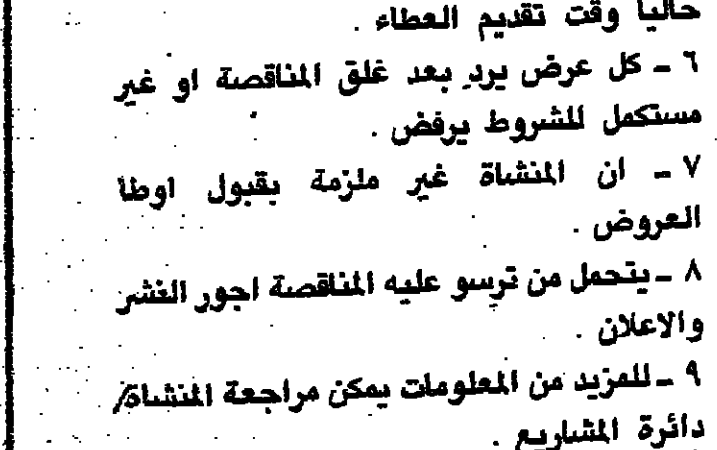 حاليا وقت تقديم العطاء .
٦ ـ كل عرض يرد بعد غلق المناقصة او غير
مستكمل للشروط يرفض .
٧ ـ ان المنشاة غير ملزمة بقبول اوطا
العروض .
٨ ـ يتحمل من ترسو عليه المناقصة اجور النشر
والاعلان .
٩ ـ للمزيد من المعلومات يمكن مراجعة المنشاة/
دائرة المشاريع .